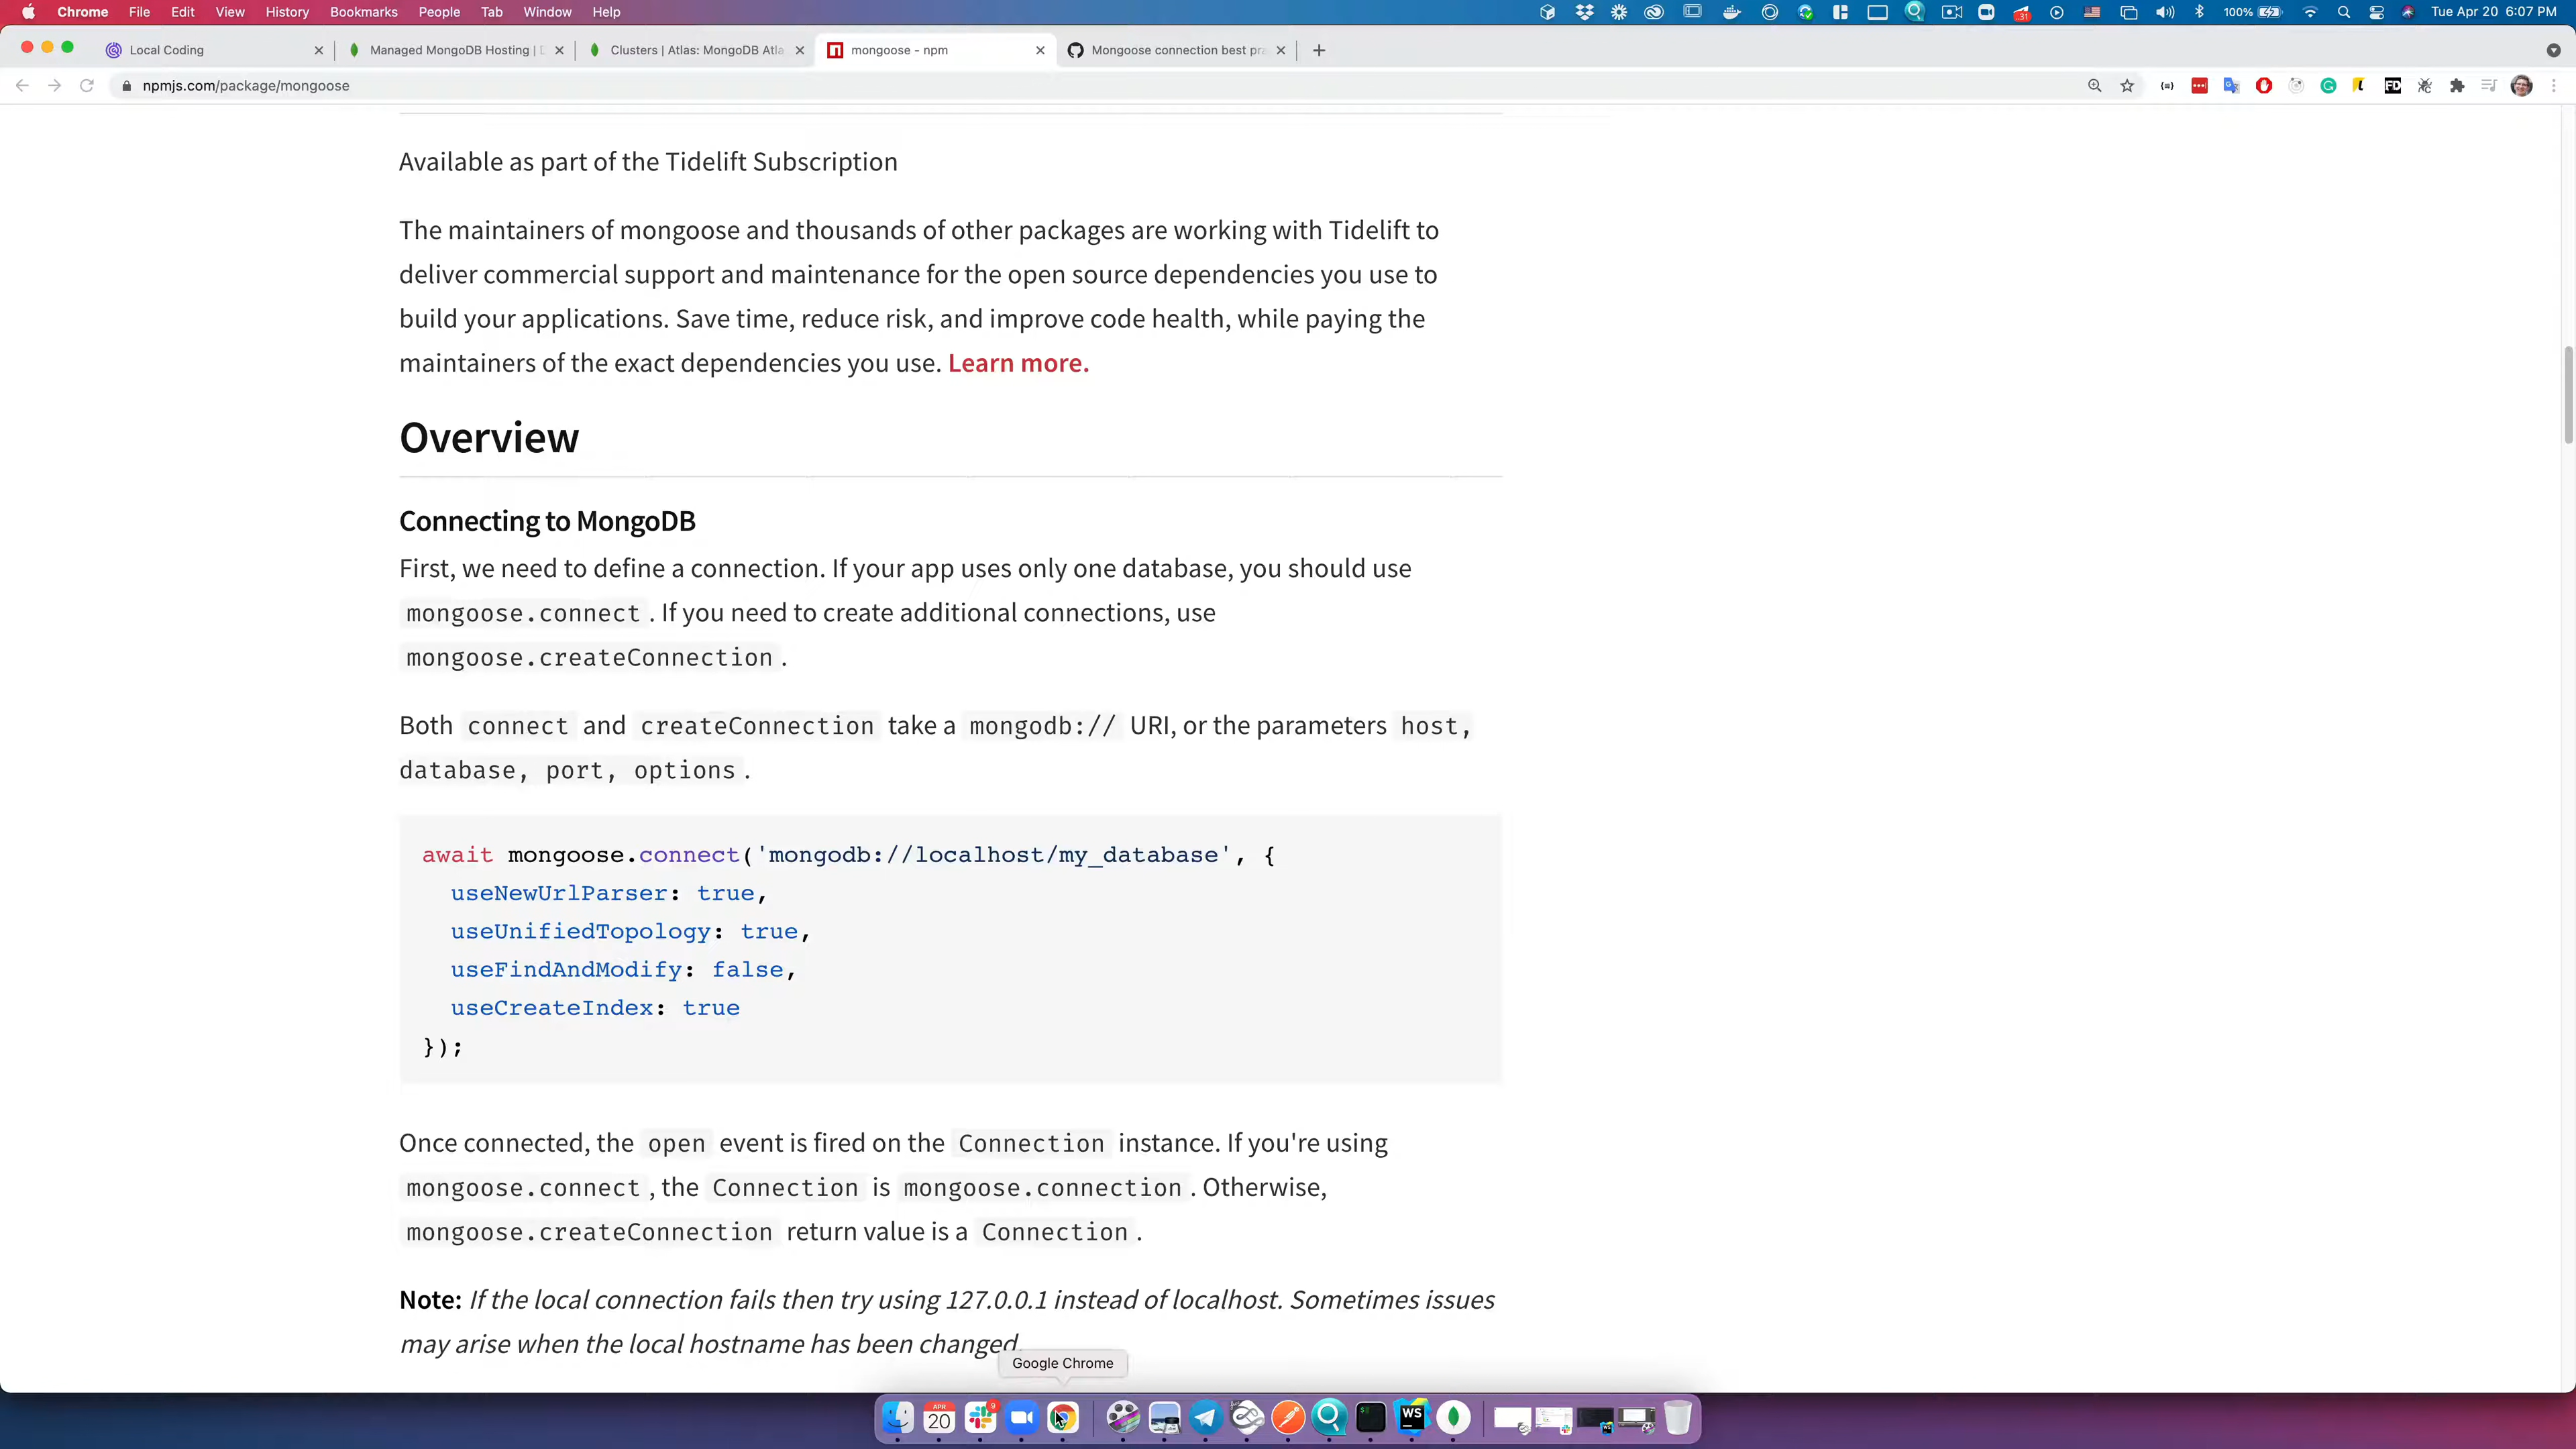 Chrome File Edit View History Bookmarks People Tab Window Help
31 100% Tue Apr 20 6:07 PM
Local Coding
Managed MongoDB Hosting |
Clusters | Atlas: MongoDB Atla
mongoose - npm
Mongoose connection best pra
npmjs.com/package/mongoose
FD
Available as part of the Tidelift Subscription
The maintainers of mongoose and thousands of other packages are working with Tidelift to
deliver commercial support and maintenance for the open source dependencies you use to
build your applications. Save time, reduce risk, and improve code health, while paying the
maintainers of the exact dependencies you use. Learn more.
Overview
Connecting to MongoDB
First, we need to define a connection. If your app uses only one database, you should use
mongoose.connect . If you need to create additional connections, use
mongoose.createConnection .
Both connect and createConnection take a mongodb:// URI, or the parameters host,
database, port, options .
await mongoose.connect('mongodb://localhost/my_database', {
useNewUrlParser: true,
useUnifiedTopology: true,
useFindAndModify: false,
useCreateIndex: true
});
Once connected, the open event is fired on the Connection instance. If you're using
mongoose.connect , the Connection is mongoose.connection . Otherwise,
mongoose.createConnection return value is a Connection .
Note: If the local connection fails then try using 127.0.0.1 instead of localhost. Sometimes issues
may arise when the local hostname has been changed.
Google Chrome
APR
20
9
WS